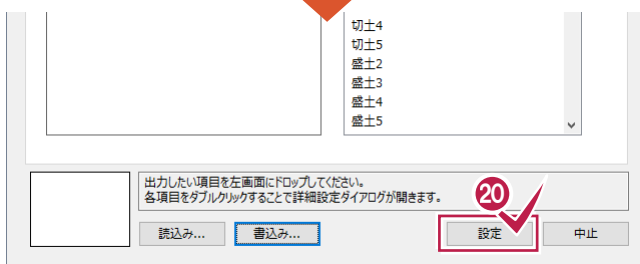 切土4
切土5
盛土2
盛土3
盛土4
盛土5
出力したい項目を左画面にドロップしてください。
各項目をダブルクリックすることで詳細設定ダイアログが開きます。
20
読込み...
書込み...
設定
中止